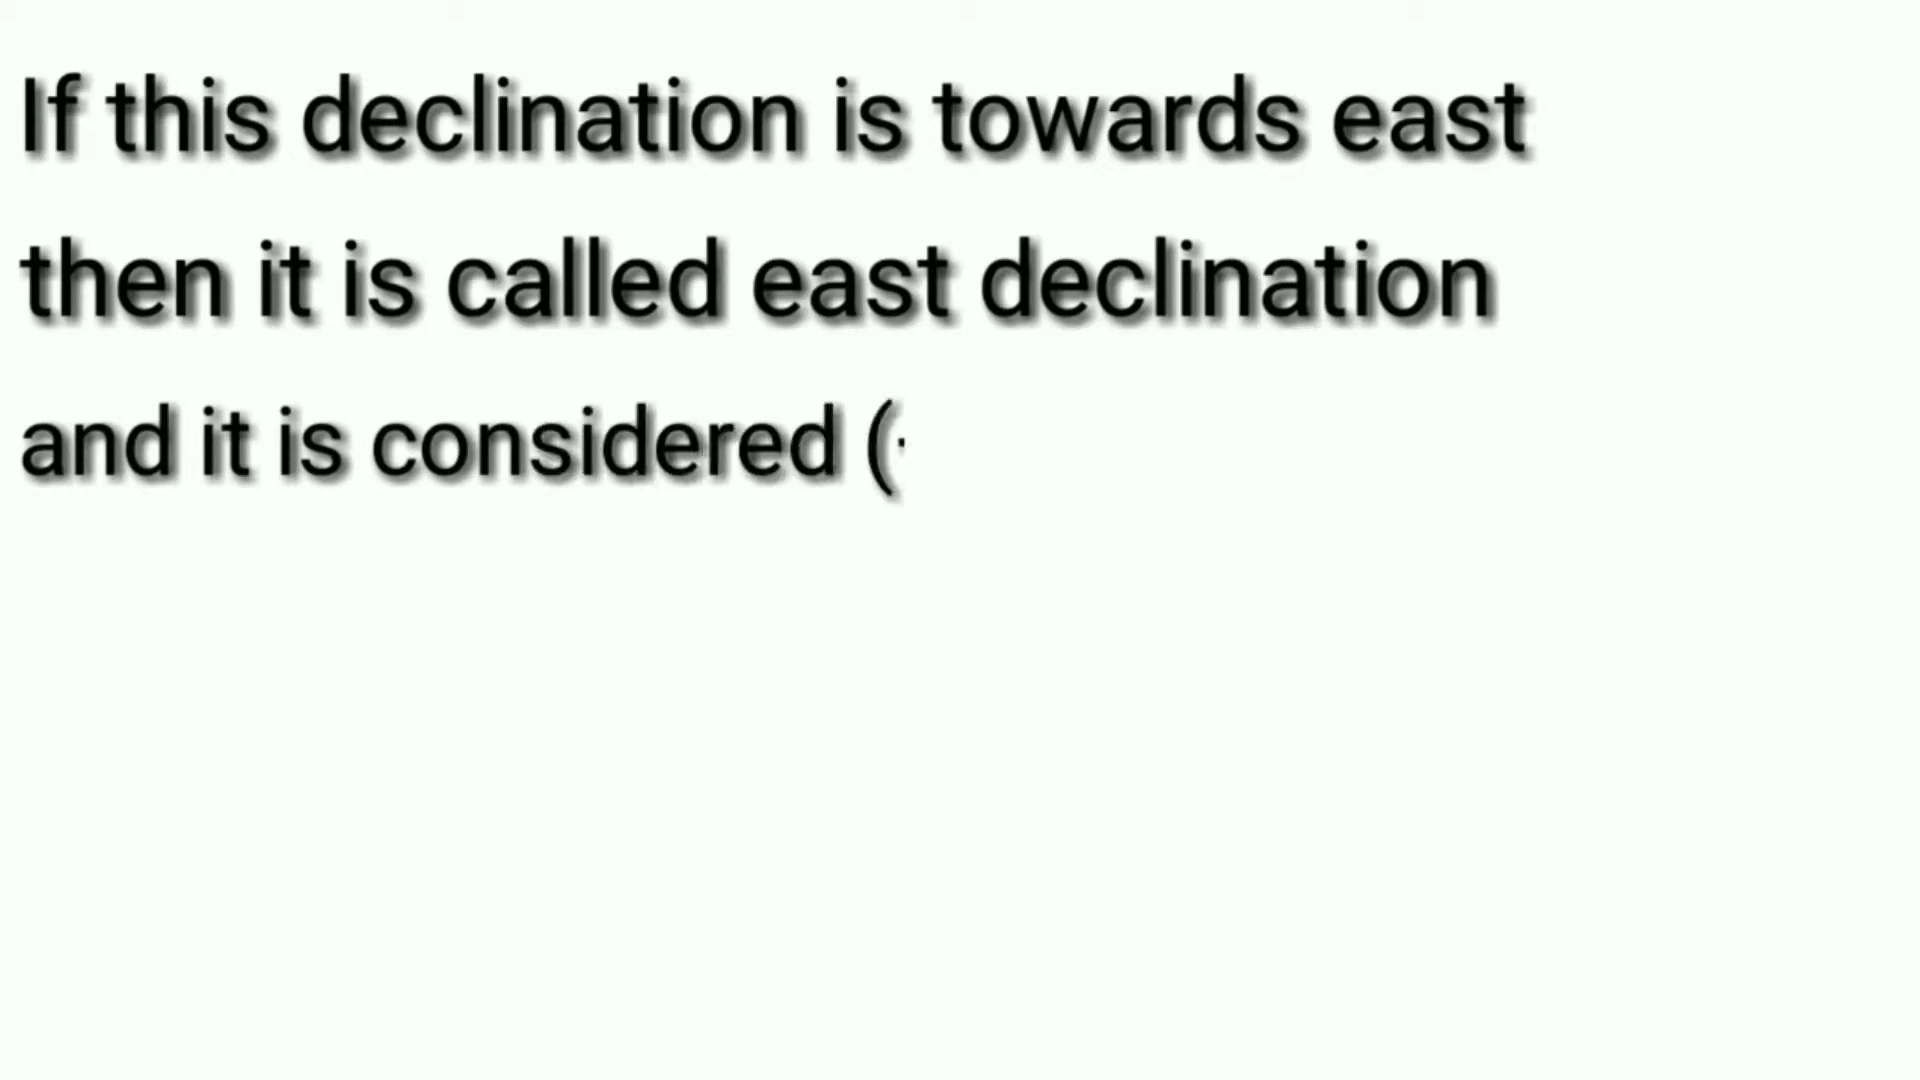 If this declination is towards east
then it is called east declination
and it is considered (